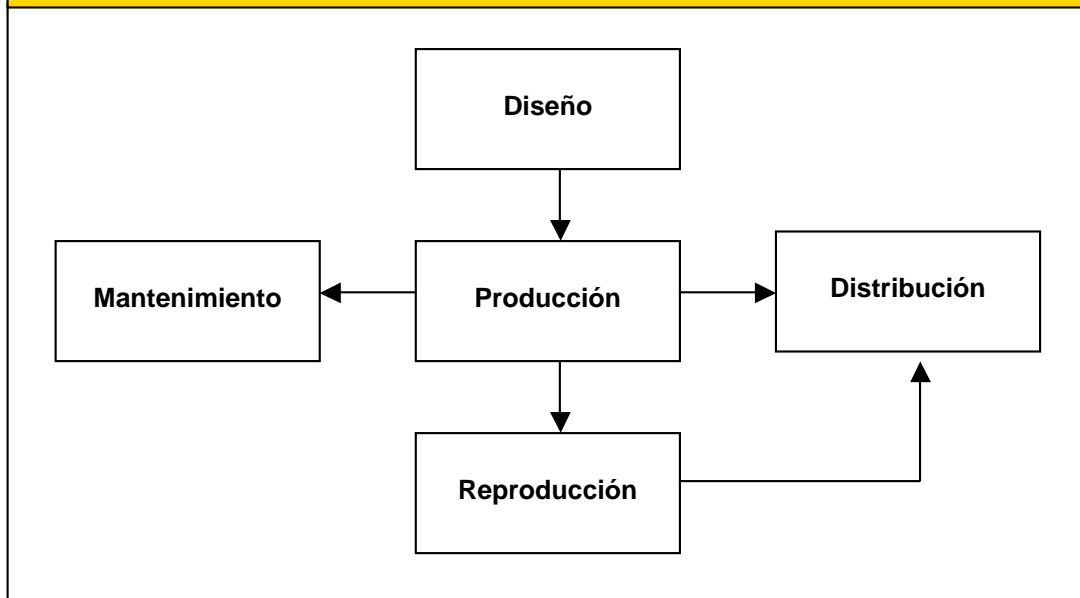 Diseño
Mantenimiento
Producción
Distribución
Reproducción